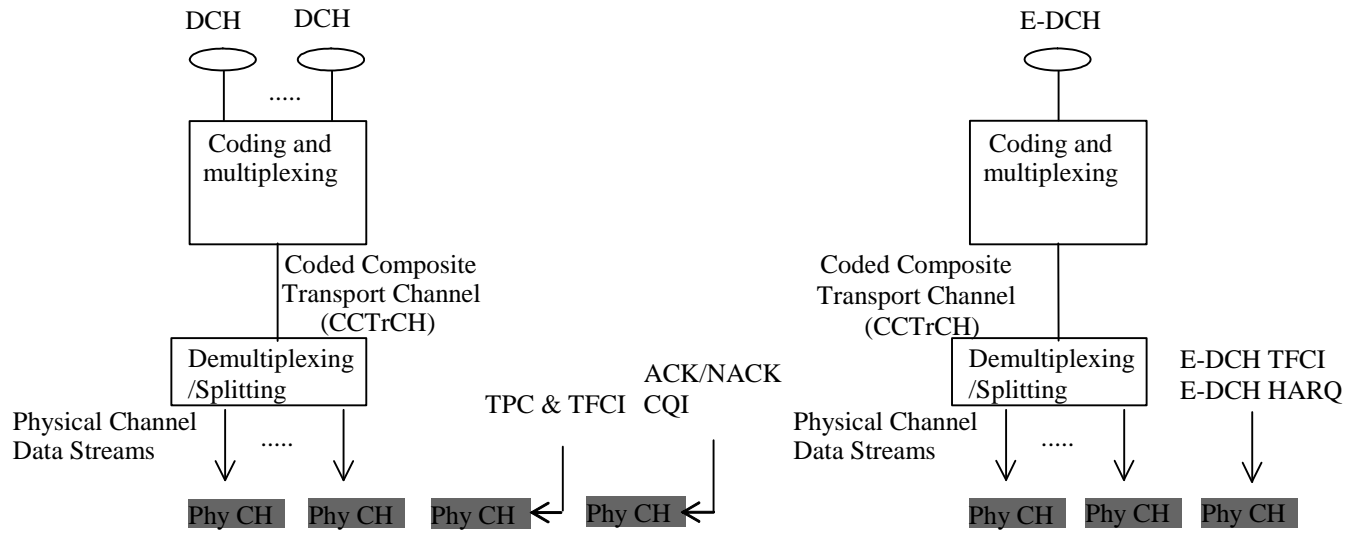 DCH
DCH
.....
Coding and
multiplexing
Coded Composite
Transport Channel
(CCTrCH)
Demultiplexing
/Splitting
Physical Channel
Data Streams
.....
TPC & TFCI
ACK/NACK
CQI
Phy CH
Phy CH
Phy CH
Phy CH
E-DCH
Coding and
multiplexing
Coded Composite
Transport Channel
(CCTrCH)
Demultiplexing
/Splitting
E-DCH TFCI
E-DCH HARQ
Physical Channel
Data Streams
.....
Phy CH
Phy CH
Phy CH